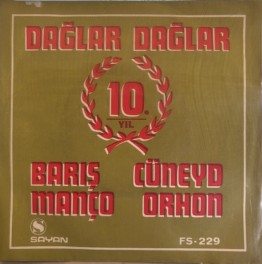 DAĞLAR DAĞLAR
10.
YIL
BARIŞ MANÇO
CÜNEYD ORHON
S
SAYAN
FS-229